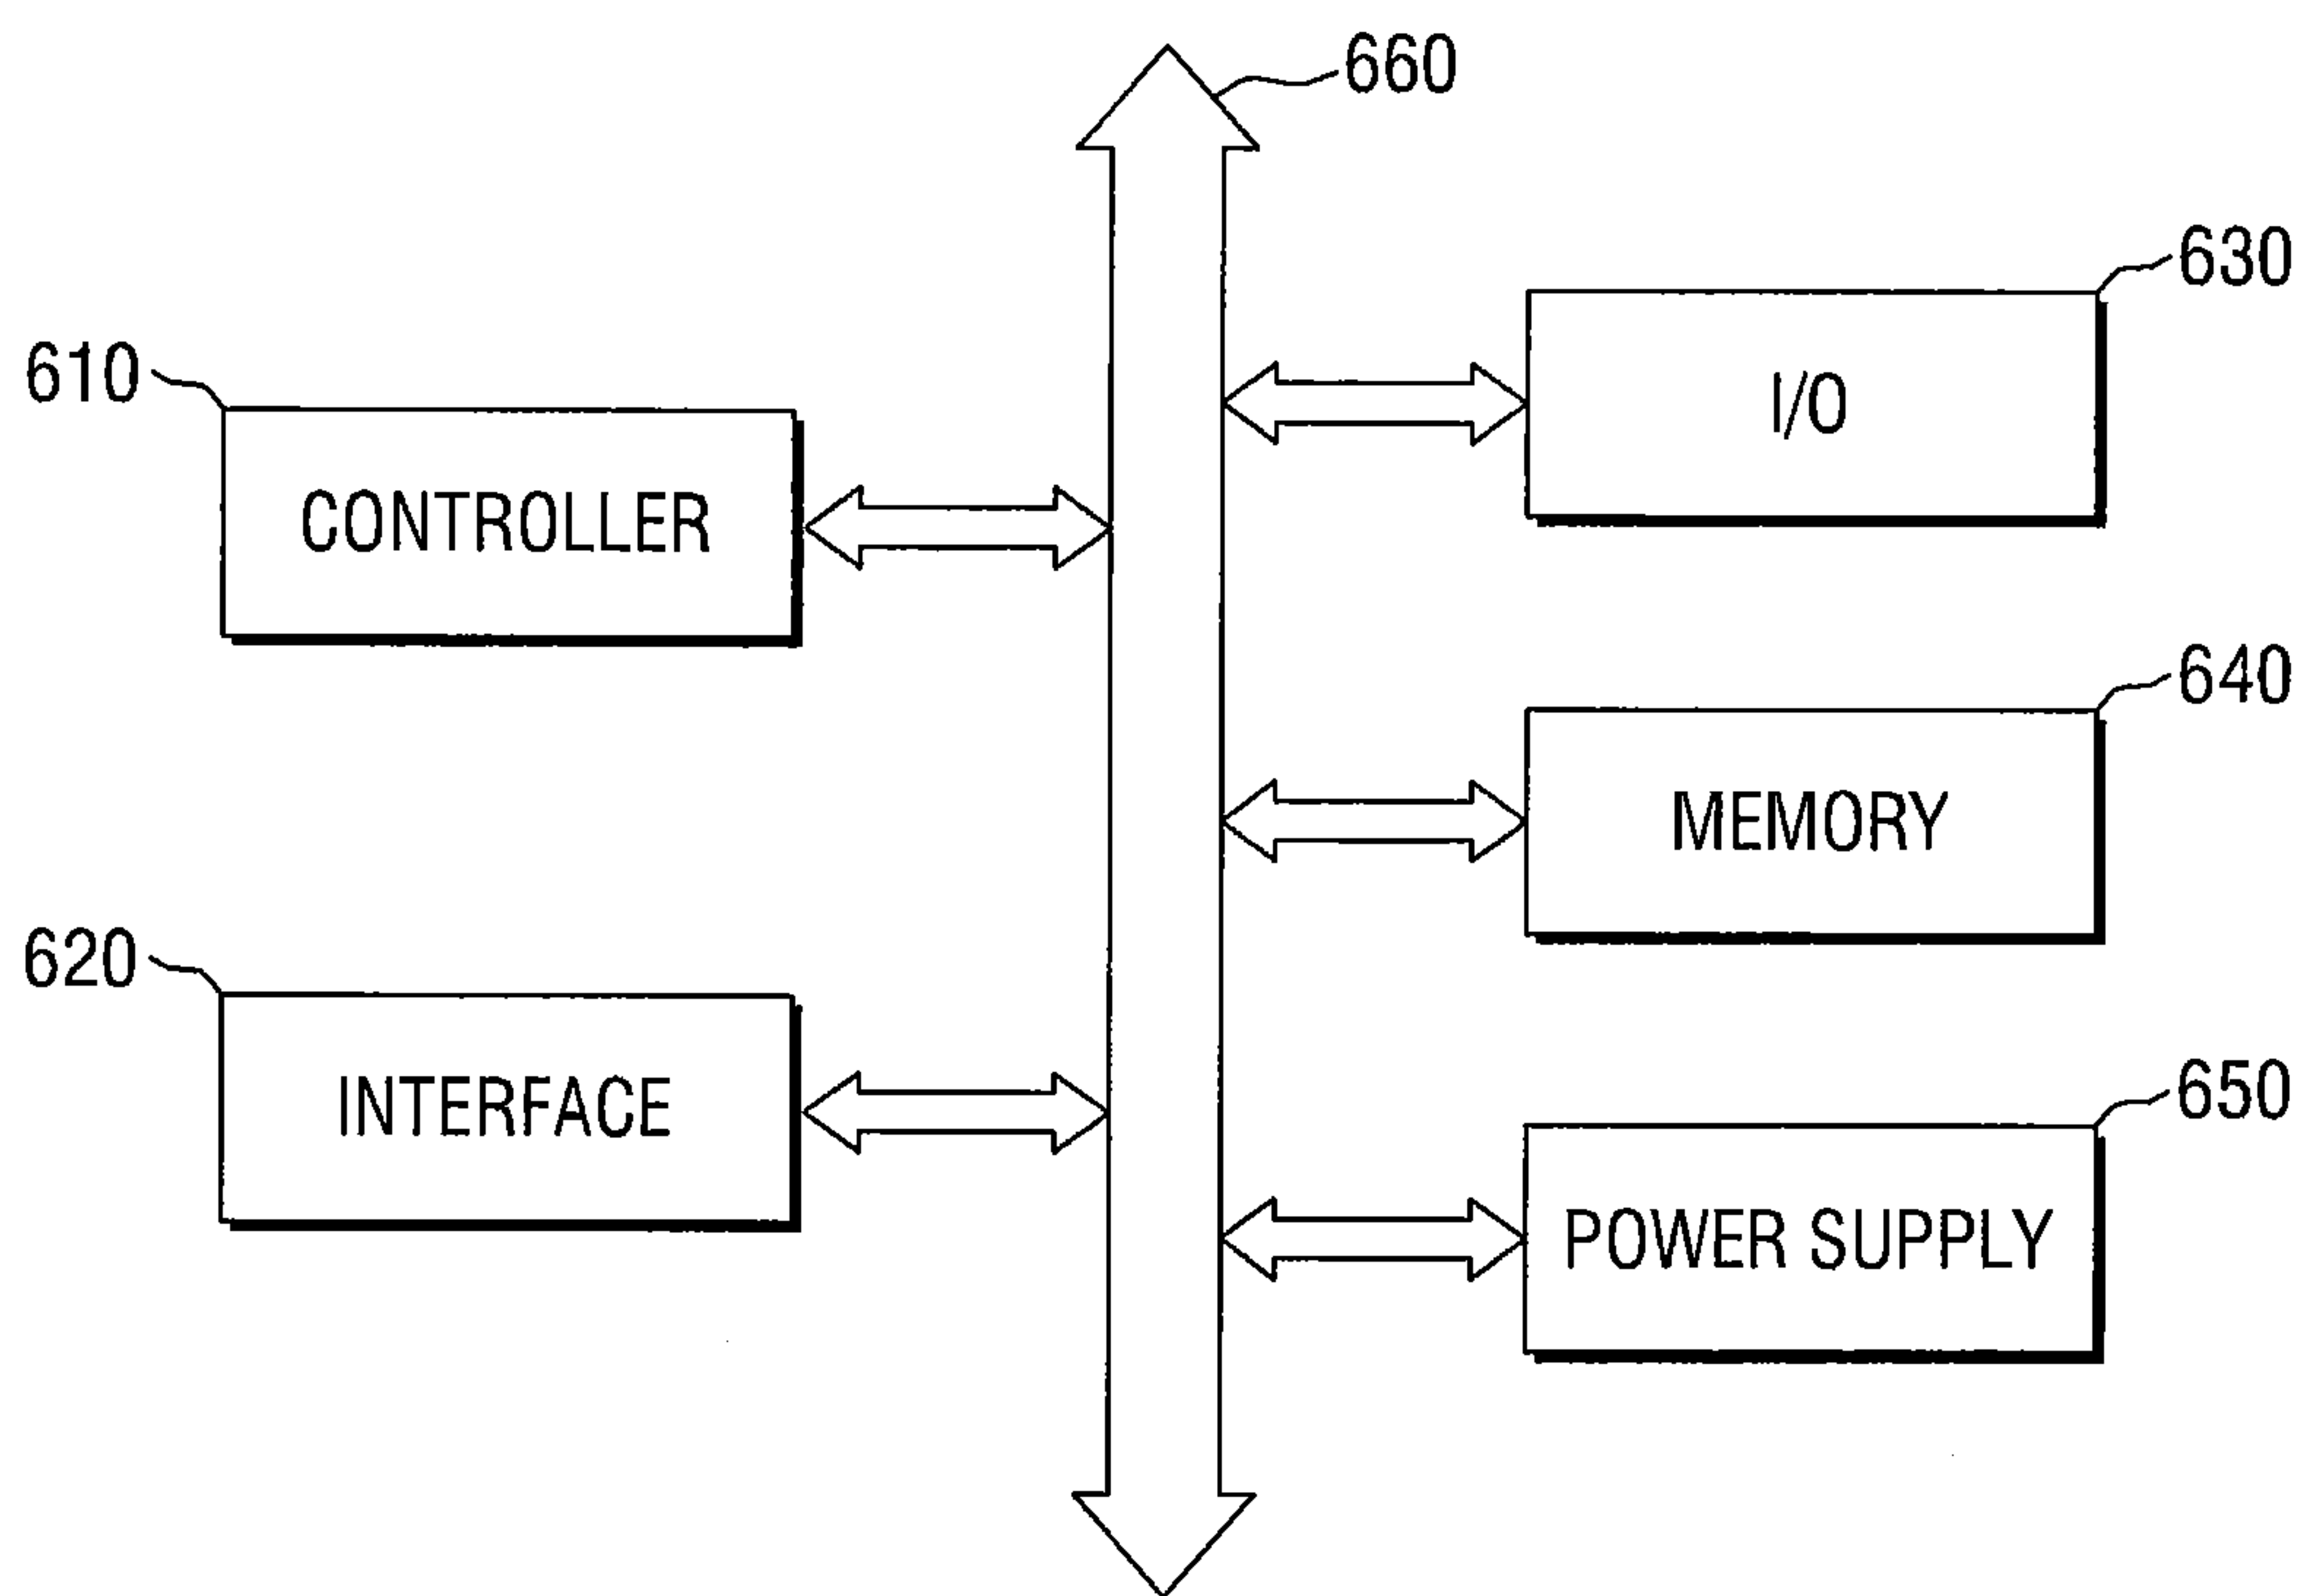 660
630
I/O
610
CONTROLLER
640
MEMORY
620
INTERFACE
650
POWER SUPPLY